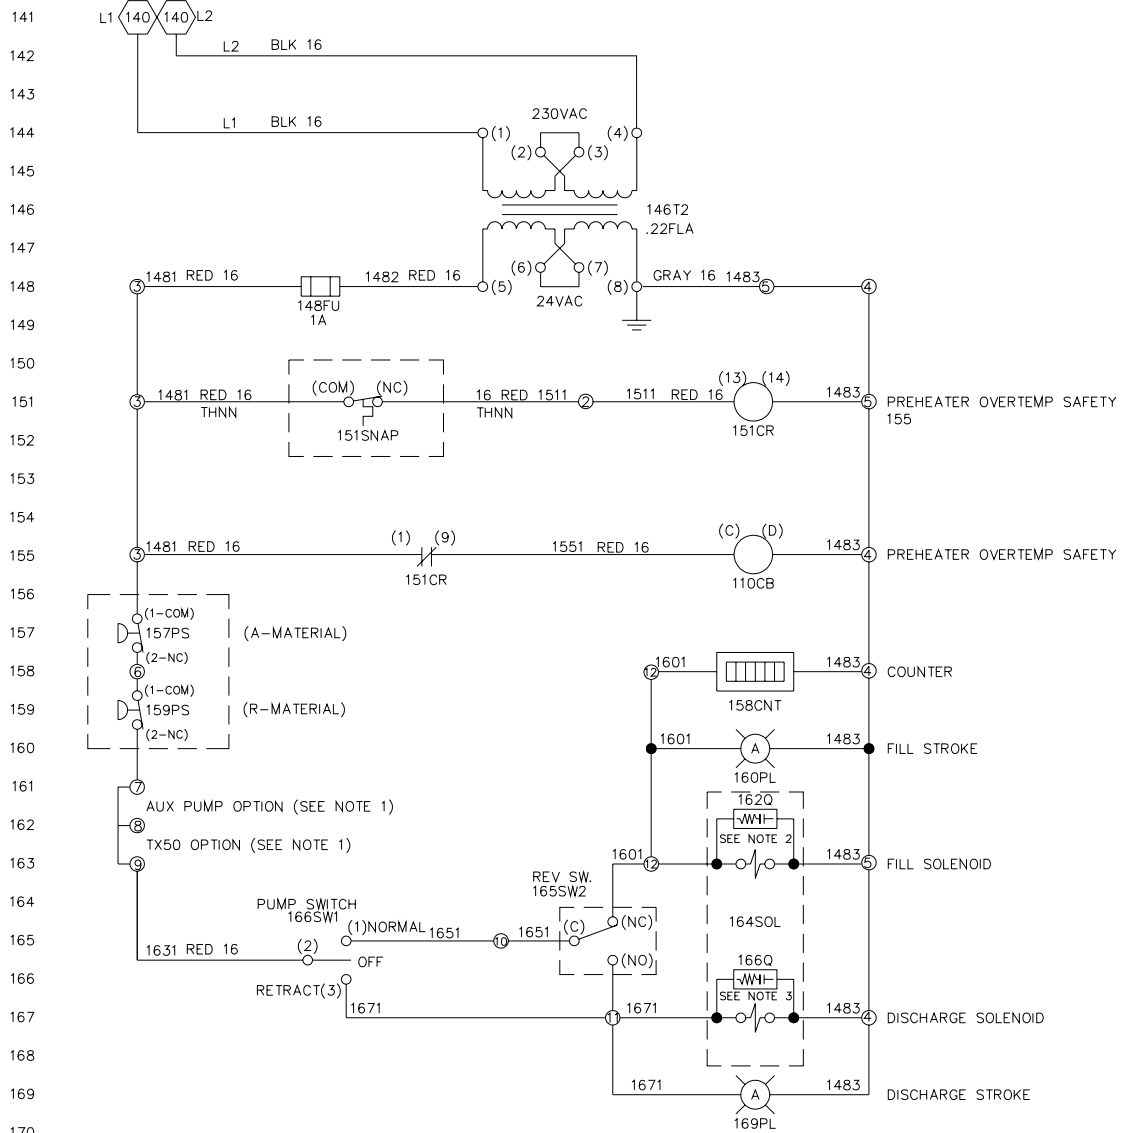 141 L1 140 140 L2
142 L2 BLK 16
143
230VAC
144 L1 BLK 16 (1) (4)
(2) (3)
145
146 146T2
.22FLA
147
(6) (7)
148 3 1481 RED 16 1482 RED 16 (5) (8) GRAY 16 1483 5 4
148FU 24VAC
1A
149
150
(13) (14)
151 3 1481 RED 16 (COM) (NC) 16 RED 1511 2 1511 RED 16 1483 5 PREHEATER OVERTEMP SAFETY
THNN THNN 155
151SNAP 151CR
152
153
154
(1) (9) (C) (D)
155 3 1481 RED 16 1551 RED 16 1483 4 PREHEATER OVERTEMP SAFETY
151CR 110CB
156
(1-COM)
157 157PS (A-MATERIAL)
(2-NC)
158 6 12 1601 1483 4 COUNTER
(1-COM)
159 159PS (R-MATERIAL) 158CNT
(2-NC)
160 1601 A 1483 FILL STROKE
160PL
161 7
AUX PUMP OPTION (SEE NOTE 1) 162Q
162 8
TX50 OPTION (SEE NOTE 1) SEE NOTE 2
163 9 1601 12 1483 5 FILL SOLENOID
REV SW.
165SW2
164 PUMP SWITCH
166SW1
(1)NORMAL (C) (NC) 164SOL
165 1651 10 1651
1631 RED 16 (2) OFF (NO) 166Q
166 RETRACT(3) SEE NOTE 3
167 1671 11 1671 1483 4 DISCHARGE SOLENOID
168
169 1671 A 1483 DISCHARGE STROKE
169PL
170